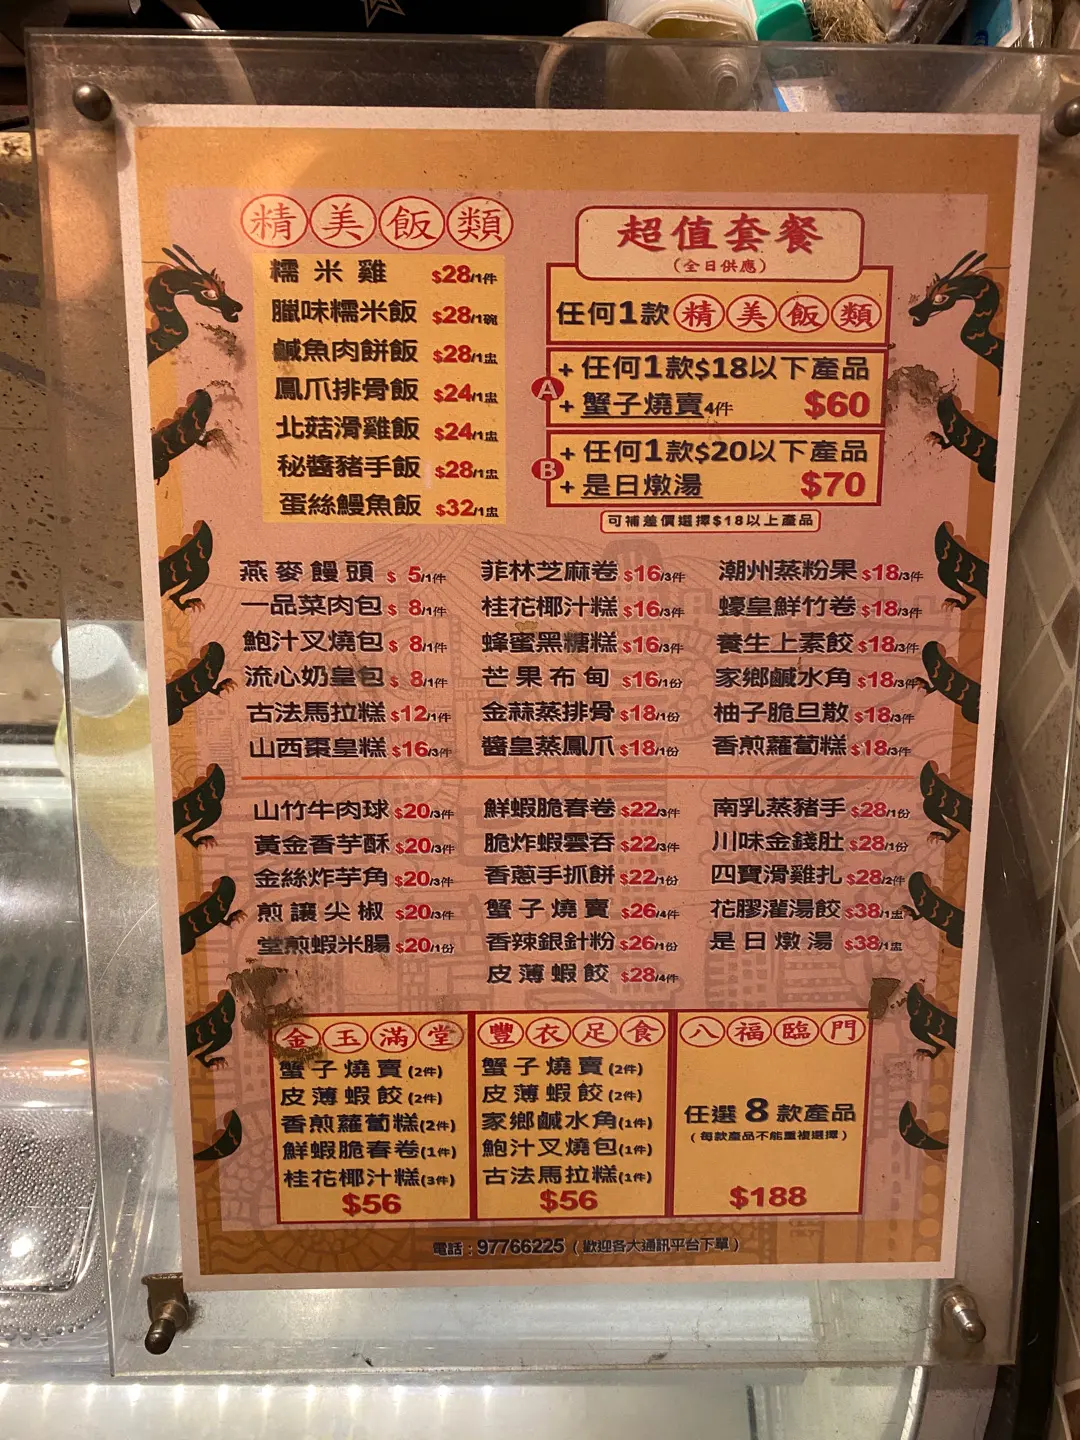 精美飯類
糯米雞 $28/1件
臘味糯米飯 $28/1碗
鹹魚肉餅飯 $28/1盅
鳳爪排骨飯 $24/1盅
北菇滑雞飯 $24/1盅
秘醬豬手飯 $28/1盅
蛋絲鰻魚飯 $32/1盅
超值套餐
(全日供應)
任何1款精美飯類
A
+ 任何1款$18以下產品
+ 蟹子燒賣4件 $60
B
+ 任何1款$20以下產品
+ 是日燉湯 $70
可補差價選擇$18以上產品
燕麥饅頭 $ 5/1件
一品菜肉包 $ 8/1件
鮑汁叉燒包 $ 8/1件
流心奶皇包 $ 8/1件
古法馬拉糕 $12/1件
山西棗皇糕 $16/3件
菲林芝麻卷 $16/3件
桂花椰汁糕 $16/3件
蜂蜜黑糖糕 $16/3件
芒果布甸 $16/1份
金蒜蒸排骨 $18/1份
醬皇蒸鳳爪 $18/1份
潮州蒸粉果 $18/3件
蠔皇鮮竹卷 $18/3件
養生上素餃 $18/3件
家鄉鹹水角 $18/3件
柚子脆旦散 $18/3件
香煎蘿蔔糕 $18/3件
山竹牛肉球 $20/3件
黃金香芋酥 $20/3件
金絲炸芋角 $20/3件
煎讓尖椒 $20/3件
堂煎蝦米腸 $20/1份
鮮蝦脆春卷 $22/3件
脆炸蝦雲吞 $22/3件
香蔥手抓餅 $22/1份
蟹子燒賣 $26/4件
香辣銀針粉 $26/1份
皮薄蝦餃 $28/4件
南乳蒸豬手 $28/1份
川味金錢肚 $28/1份
四寶滑雞扎 $28/2件
花膠灌湯餃 $38/1盅
是日燉湯 $38/1盅
金玉滿堂
蟹子燒賣(2件)
皮薄蝦餃(2件)
香煎蘿蔔糕(2件)
鮮蝦脆春卷(1件)
桂花椰汁糕(3件)
$56
豐衣足食
蟹子燒賣(2件)
皮薄蝦餃(2件)
家鄉鹹水角(1件)
鮑汁叉燒包(1件)
古法馬拉糕(1件)
$56
八福臨門
任選 8 款產品
(每款產品不能重複選擇)
$188
電話 : 97766225 (歡迎各大通訊平台下單)